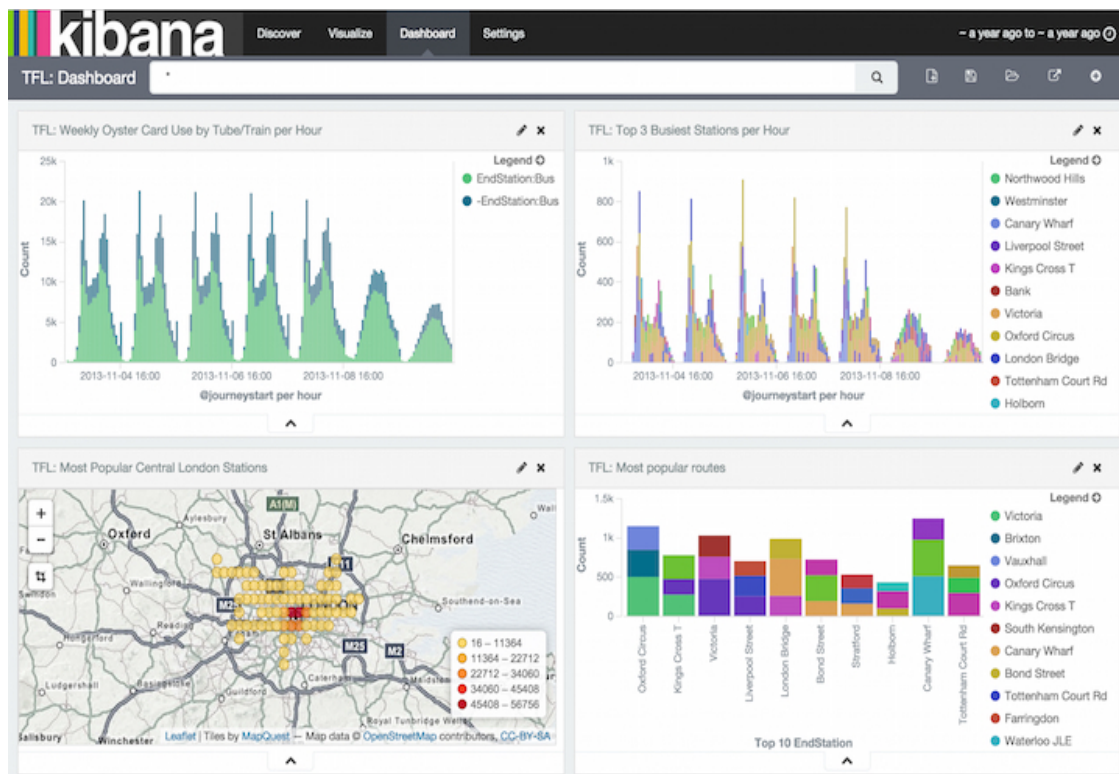 kibana
Discover Visualize Dashboard Settings
~ a year ago to ~ a year ago
TFL: Dashboard
*
TFL: Weekly Oyster Card Use by Tube/Train per Hour
Legend
EndStation:Bus
-EndStation:Bus
25k
20k
15k
10k
5k
0
Count
2013-11-04 16:00 2013-11-06 16:00 2013-11-08 16:00
@journeystart per hour
TFL: Top 3 Busiest Stations per Hour
Legend
Northwood Hills
Westminster
Canary Wharf
Liverpool Street
Kings Cross T
Bank
Victoria
Oxford Circus
London Bridge
Tottenham Court Rd
Holborn
1k
800
600
400
200
0
Count
2013-11-04 16:00 2013-11-06 16:00 2013-11-08 16:00
@journeystart per hour
TFL: Most Popular Central London Stations
+
−
A1(M)
Aylesbury
Oxford
St Albans
Chelmsford
Wallingford
Swindon
M25
Southend-on-Sea
Reading
Hungerford
M25
M2
Basingstoke
Ludgershall
Guildford
Caterham
Maidstone
Royal Tunbridge Wells
Salisbury
Winchester
16 – 11364
11364 – 22712
22712 – 34060
34060 – 45408
45408 – 56756
Leaflet | Tiles by MapQuest — Map data © OpenStreetMap contributors, CC-BY-SA
TFL: Most popular routes
Legend
Victoria
Brixton
Vauxhall
Oxford Circus
Kings Cross T
South Kensington
Canary Wharf
Bond Street
Tottenham Court Rd
Farringdon
Waterloo JLE
1.5k
1k
500
0
Count
Oxford Circus
Kings Cross T
Victoria
Liverpool Street
London Bridge
Bond Street
Stratford
Holborn
Canary Wharf
Tottenham Court Rd
Top 10 EndStation